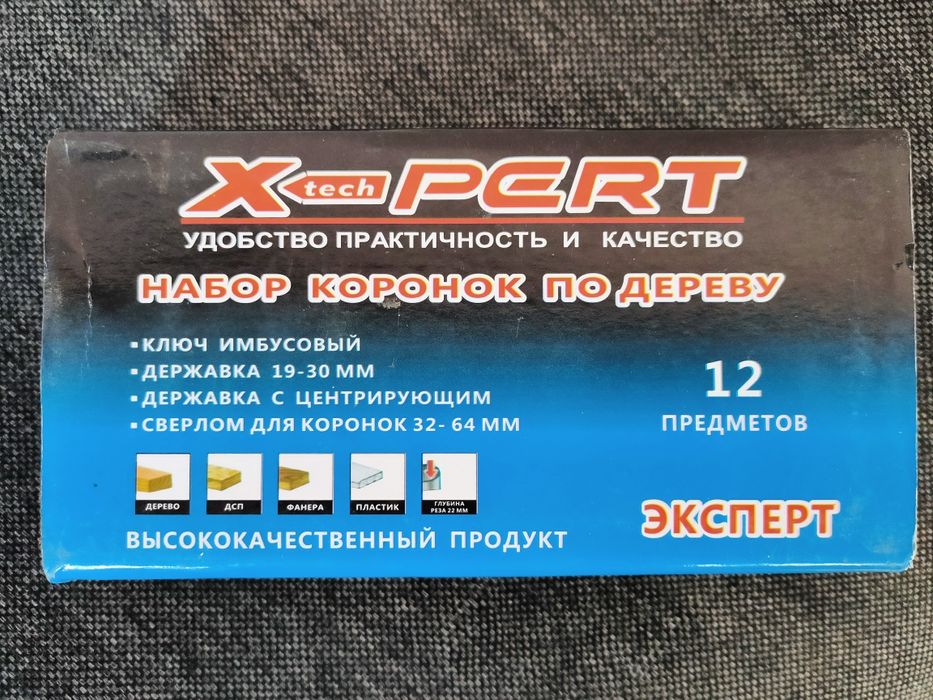 X-tech PERT
УДОБСТВО ПРАКТИЧНОСТЬ И КАЧЕСТВО
НАБОР КОРОНОК ПО ДЕРЕВУ
▪КЛЮЧ ИМБУСОВЫЙ
▪ДЕРЖАВКА 19-30 ММ
▪ДЕРЖАВКА С ЦЕНТРИРУЮЩИМ
▪СВЕРЛОМ ДЛЯ КОРОНОК 32- 64 ММ
12
ПРЕДМЕТОВ
ДЕРЕВО
ДСП
ФАНЕРА
ПЛАСТИК
ГЛУБИНА
РЕЗА 22 ММ
ВЫСОКОКАЧЕСТВЕННЫЙ ПРОДУКТ
ЭКСПЕРТ